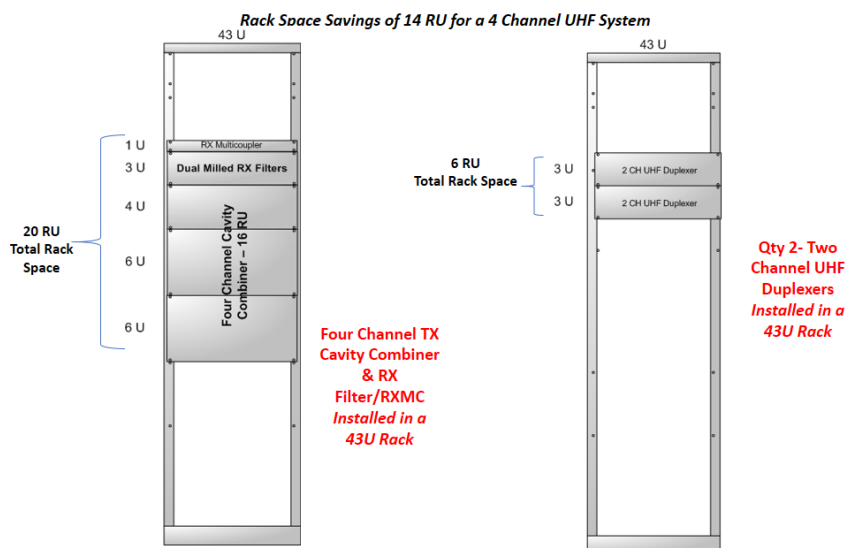 Rack Space Savings of 14 RU for a 4 Channel UHF System
43 U
1 U
3 U
4 U
6 U
6 U
20 RU
Total Rack
Space
RX Multicoupler
Dual Milled RX Filters
Four Channel Cavity
Combiner – 16 RU
Four Channel TX
Cavity Combiner
& RX
Filter/RXMC
Installed in a
43U Rack
43 U
6 RU
Total Rack Space
3 U
3 U
2 CH UHF Duplexer
2 CH UHF Duplexer
Qty 2- Two
Channel UHF
Duplexers
Installed in a
43U Rack